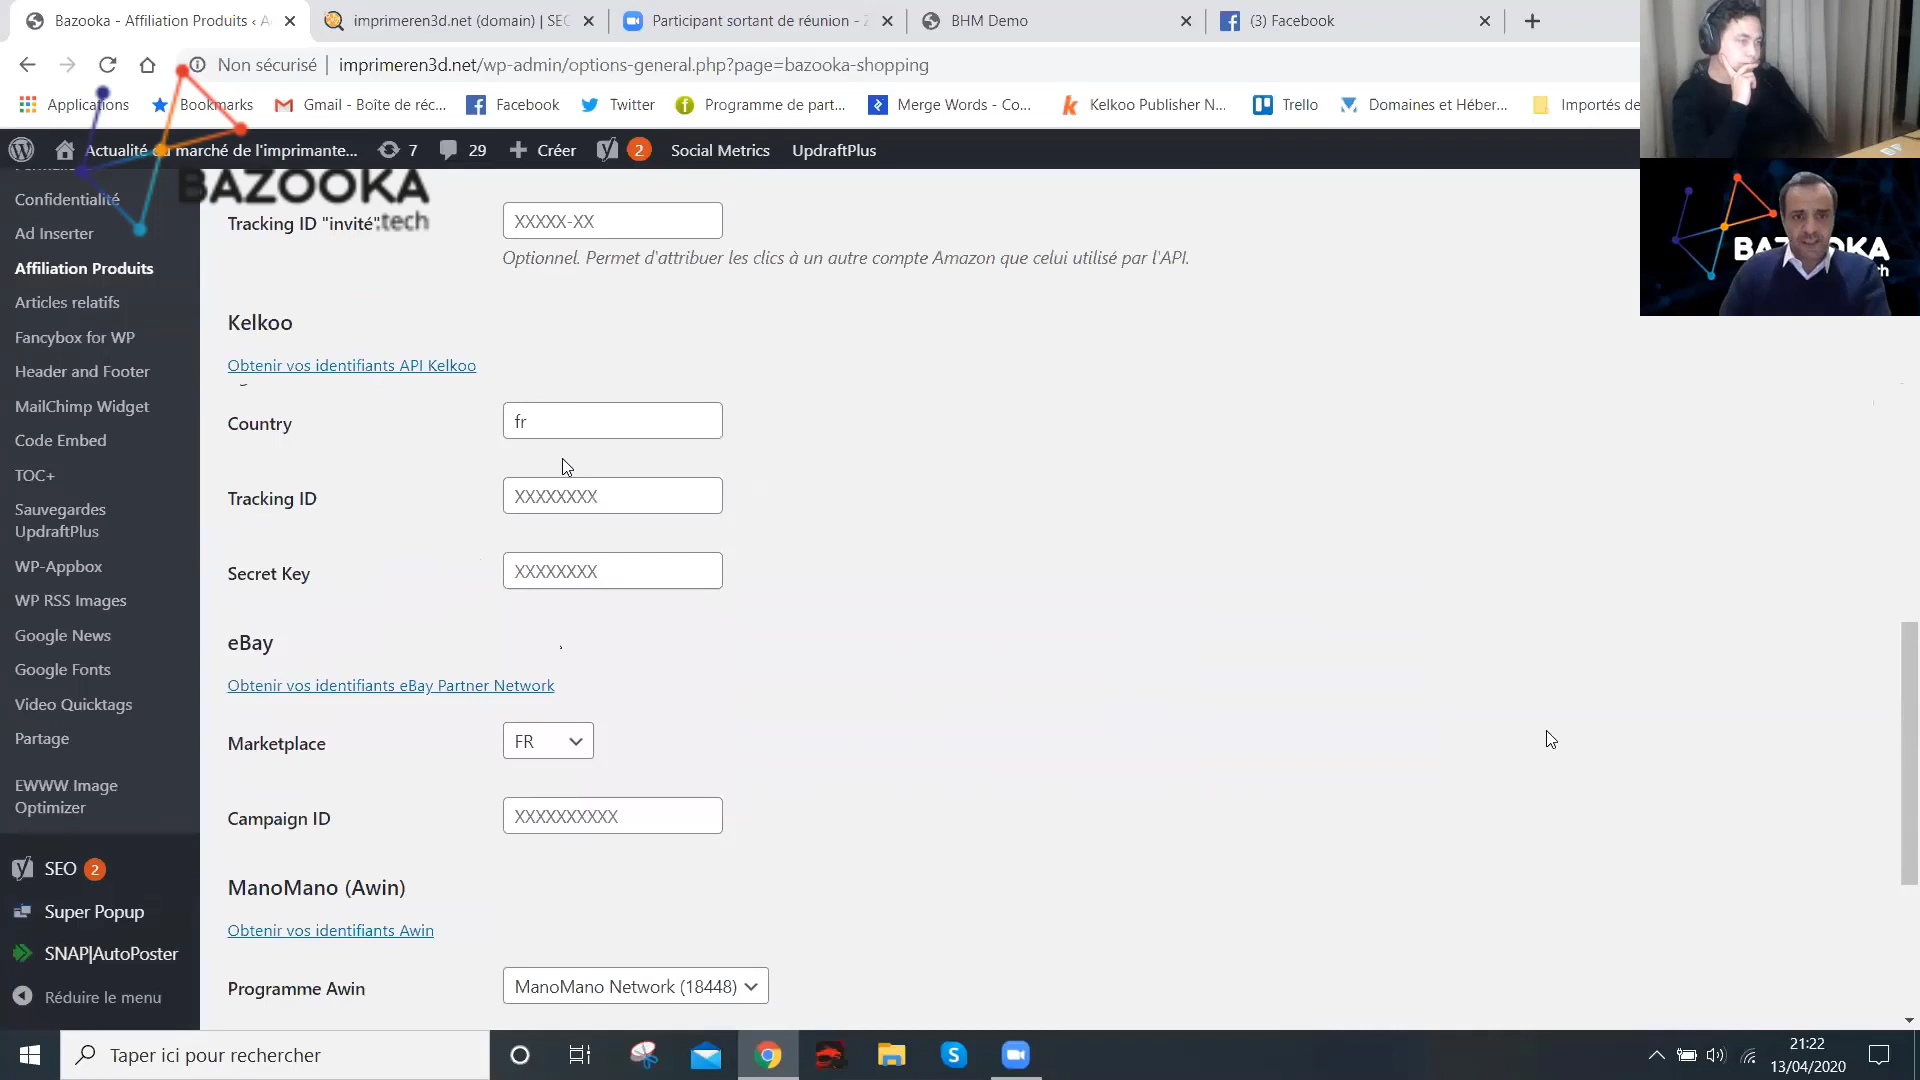 Bazooka - Affiliation Produits ‹ A
imprimeren3d.net (domain) | SEC
Participant sortant de réunion - Z
BHM Demo
(3) Facebook
Non sécurisé
imprimeren3d.net/wp-admin/options-general.php?page=bazooka-shopping
Applications
Bookmarks
Gmail - Boîte de réc...
Facebook
Twitter
Programme de part...
Merge Words - Co...
Kelkoo Publisher N...
Trello
Domaines et Héber...
Importés de
Actualité du marché de l'imprimante...
7
29
Créer
2
Social Metrics
UpdraftPlus
BAZOOKA
.tech
BAZOOKA
Confidentialité
Ad Inserter
Affiliation Produits
Articles relatifs
Fancybox for WP
Header and Footer
MailChimp Widget
Code Embed
TOC+
Sauvegardes
UpdraftPlus
WP-Appbox
WP RSS Images
Google News
Google Fonts
Video Quicktags
Partage
EWWW Image
Optimizer
SEO 2
Super Popup
SNAP|AutoPoster
Réduire le menu
Tracking ID "invité"
XXXXX-XX
Optionnel. Permet d'attribuer les clics à un autre compte Amazon que celui utilisé par l'API.
Kelkoo
Obtenir vos identifiants API Kelkoo
Country
fr
Tracking ID
XXXXXXXX
Secret Key
XXXXXXXX
eBay
Obtenir vos identifiants eBay Partner Network
Marketplace
FR
Campaign ID
XXXXXXXXXX
ManoMano (Awin)
Obtenir vos identifiants Awin
Programme Awin
ManoMano Network (18448)
Taper ici pour rechercher
21:22
13/04/2020